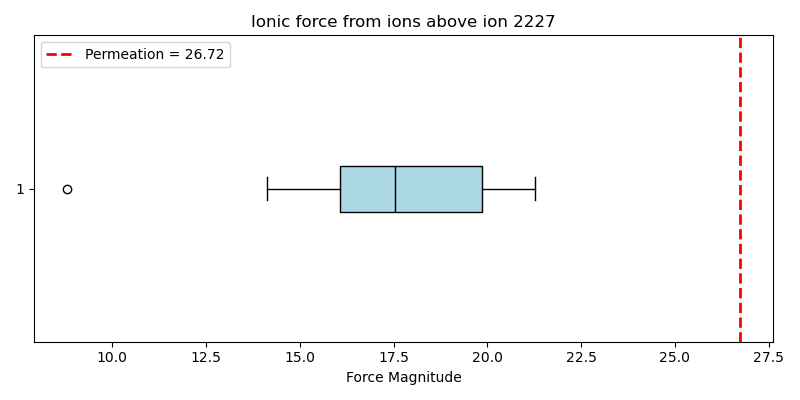 Ionic force from ions above ion 2227
Permeation = 26.72
1
10.0 12.5 15.0 17.5 20.0 22.5 25.0 27.5
Force Magnitude